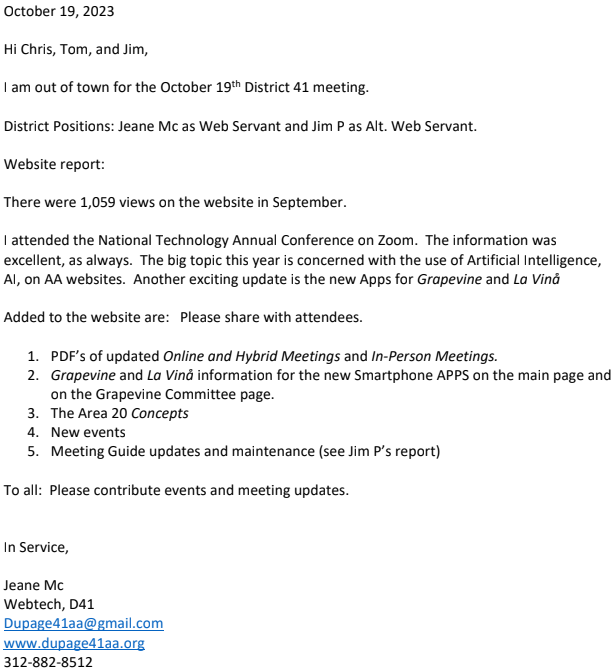 October 19, 2023
Hi Chris, Tom, and Jim,
I am out of town for the October 19th District 41 meeting.
District Positions: Jeane Mc as Web Servant and Jim P as Alt. Web Servant.
Website report:
There were 1,059 views on the website in September.
I attended the National Technology Annual Conference on Zoom.  The information was
excellent, as always.  The big topic this year is concerned with the use of Artificial Intelligence,
AI, on AA websites.  Another exciting update is the new Apps for Grapevine and La Vinå
Added to the website are:   Please share with attendees.
1. PDF's of updated Online and Hybrid Meetings and In-Person Meetings.
2. Grapevine and La Vinå information for the new Smartphone APPS on the main page and
on the Grapevine Committee page.
3. The Area 20 Concepts
4. New events
5. Meeting Guide updates and maintenance (see Jim P's report)
To all:  Please contribute events and meeting updates.
In Service,
Jeane Mc
Webtech, D41
Dupage41aa@gmail.com
www.dupage41aa.org
312-882-8512